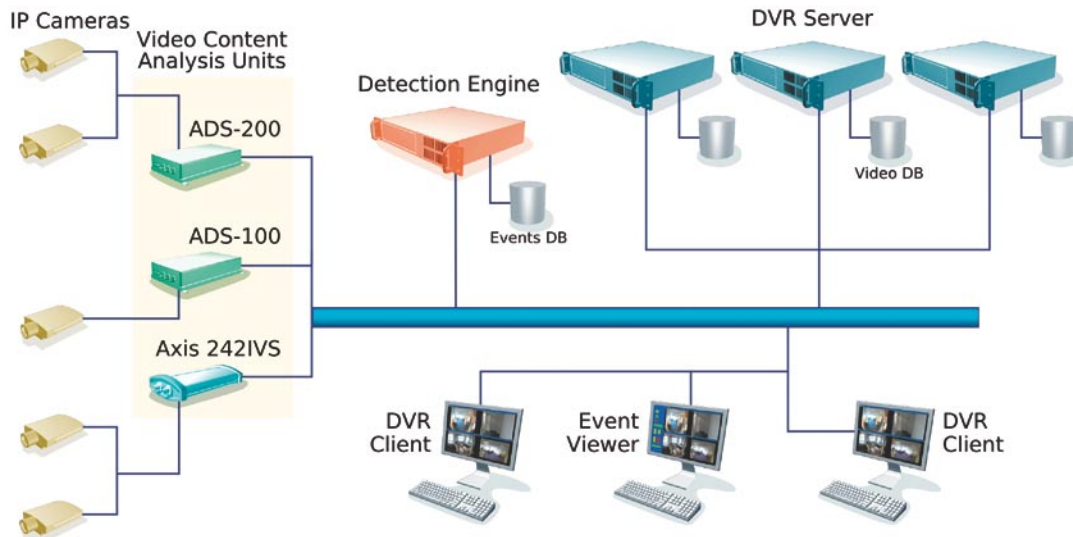 IP Cameras
Video Content
Analysis Units
ADS-200
ADS-100
Axis 242IVS
Detection Engine
Events DB
DVR Server
Video DB
DVR
Client
Event
Viewer
DVR
Client